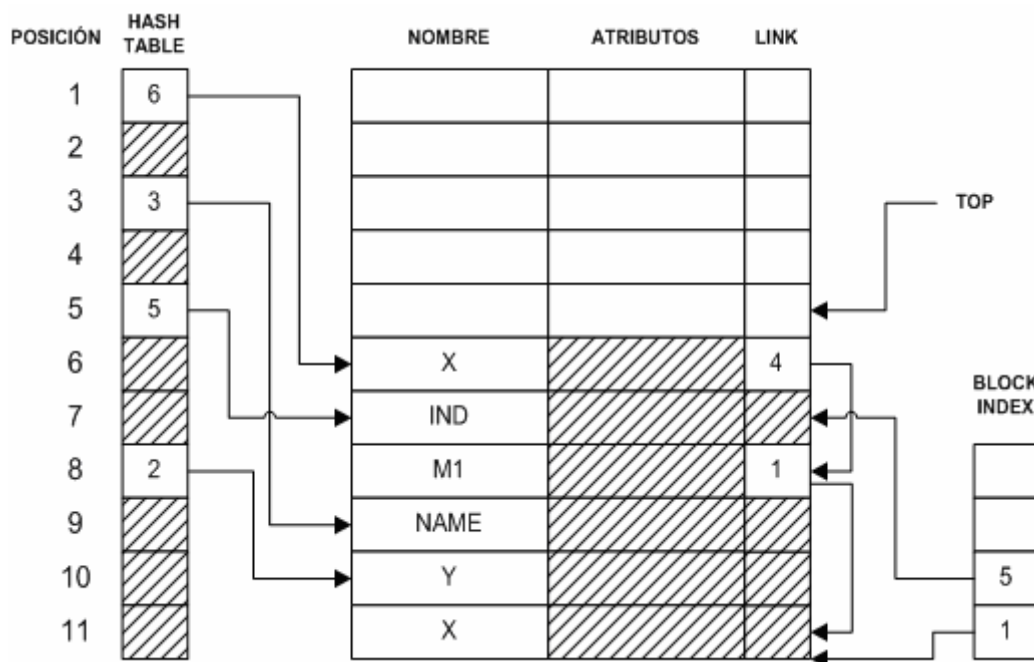 POSICIÓN HASH TABLE NOMBRE ATRIBUTOS LINK
1 6
2
3 3 TOP
4
5 5
6 X 4
BLOCK INDEX
7 IND
8 2 M1 1
9 NAME
10 Y 5
11 X 1